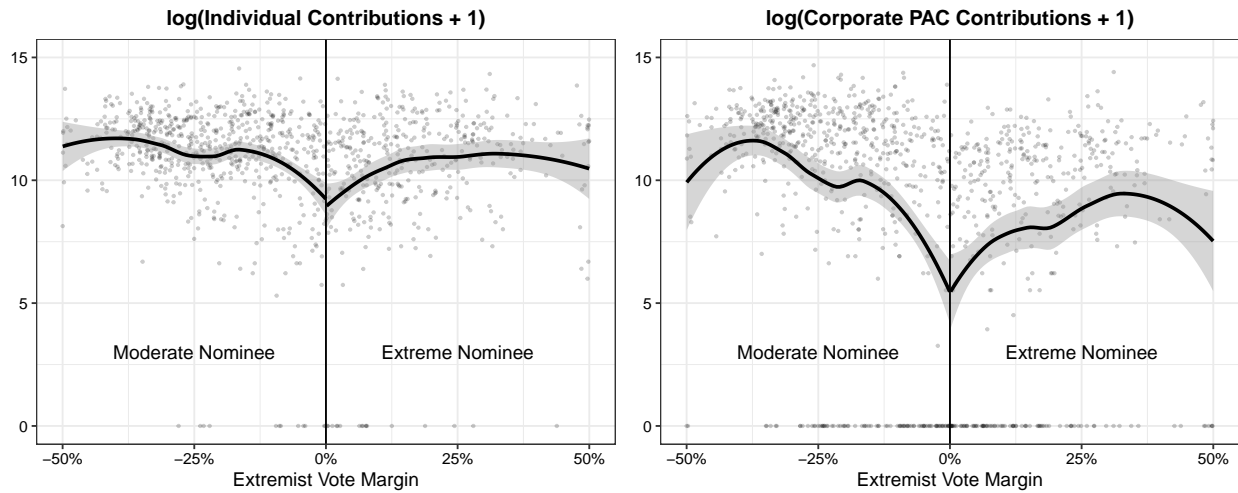 log(Individual Contributions + 1)
15
10
5
0
Moderate Nominee
Extreme Nominee
−50%
−25%
0%
25%
50%
Extremist Vote Margin
log(Corporate PAC Contributions + 1)
15
10
5
0
Moderate Nominee
Extreme Nominee
−50%
−25%
0%
25%
50%
Extremist Vote Margin